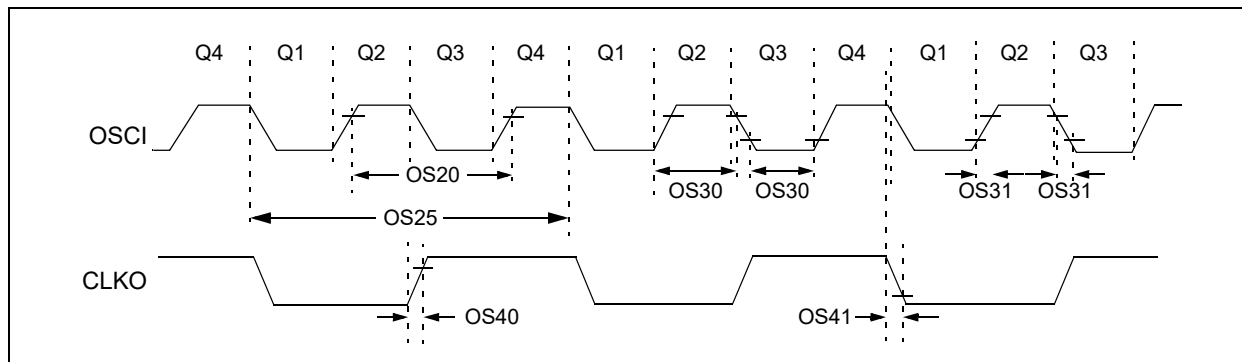 Q4 Q1 Q2 Q3 Q4 Q1 Q2 Q3 Q4 Q1 Q2 Q3
OSCI
OS20 OS30 OS30 OS31 OS31
OS25
CLKO
OS40 OS41